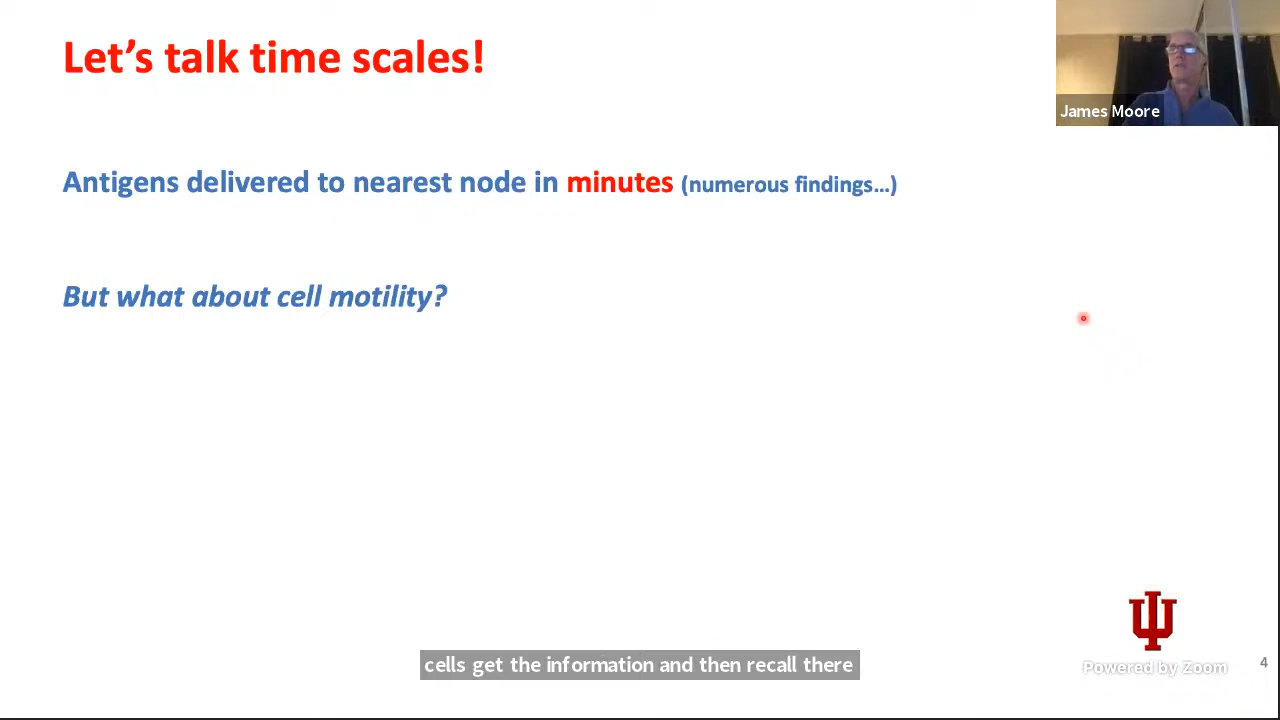 Let's talk time scales!
James Moore
Antigens delivered to nearest node in minutes (numerous findings...)
But what about cell motility?
cells get the information and then recall there
Powered by Zoom
4